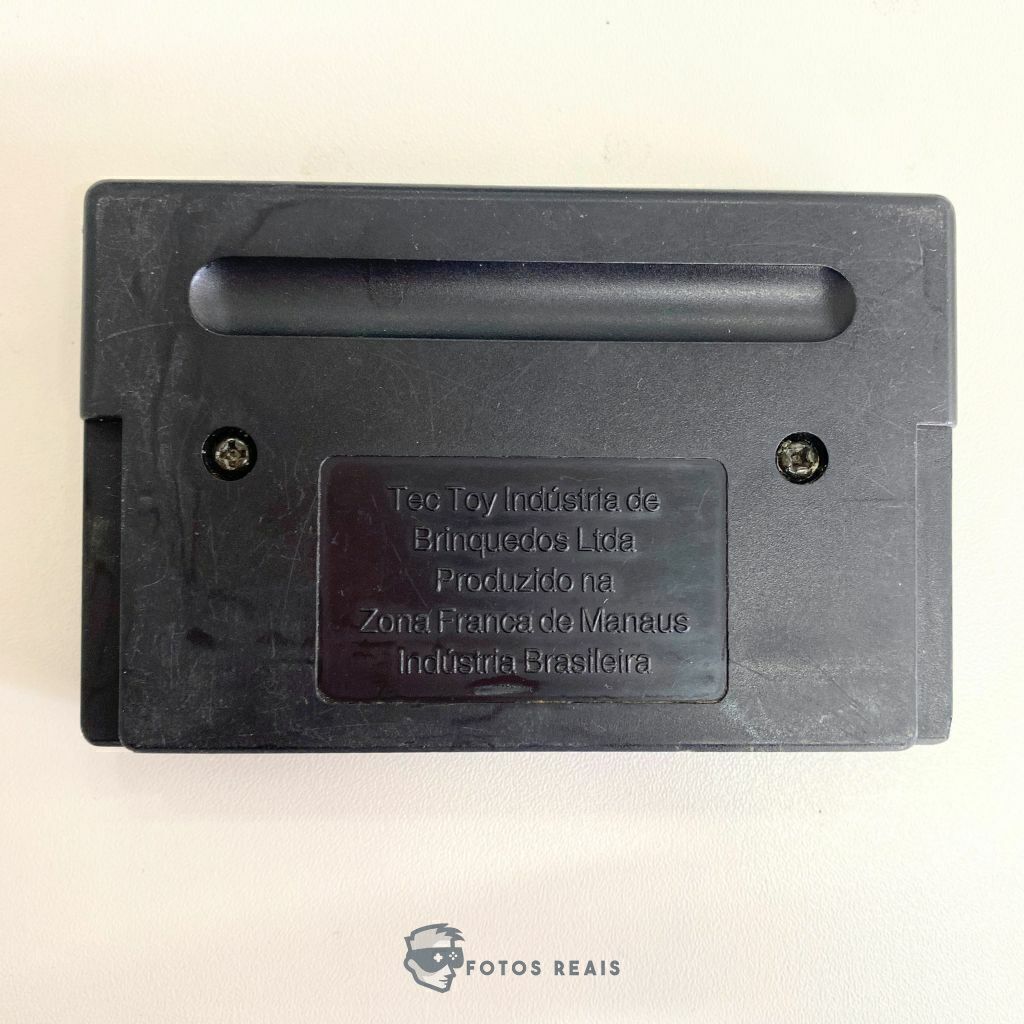 Tec Toy Indústria de
Brinquedos Ltda
Produzido na
Zona Franca de Manaus
Indústria Brasileira
FOTOS REAIS